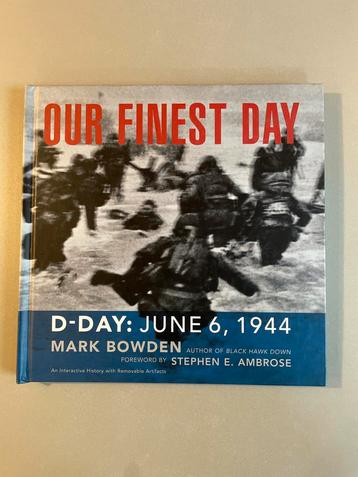 OUR FINEST DAY
D-DAY: JUNE 6, 1944
MARK BOWDEN AUTHOR OF BLACK HAWK DOWN
FOREWORD BY STEPHEN E. AMBROSE
An Interactive History with Removable Artifacts